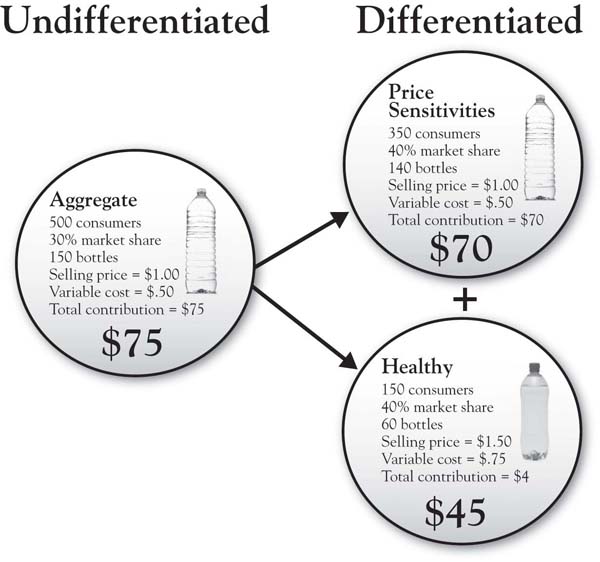 Undifferentiated
Differentiated
Aggregate
500 consumers
30% market share
150 bottles
Selling price = $1.00
Variable cost = $.50
Total contribution = $75
$75
Price
Sensitivities
350 consumers
40% market share
140 bottles
Selling price = $1.00
Variable cost = $.50
Total contribution = $70
$70
+
Healthy
150 consumers
40% market share
60 bottles
Selling price = $1.50
Variable cost = $.75
Total contribution = $4
$45